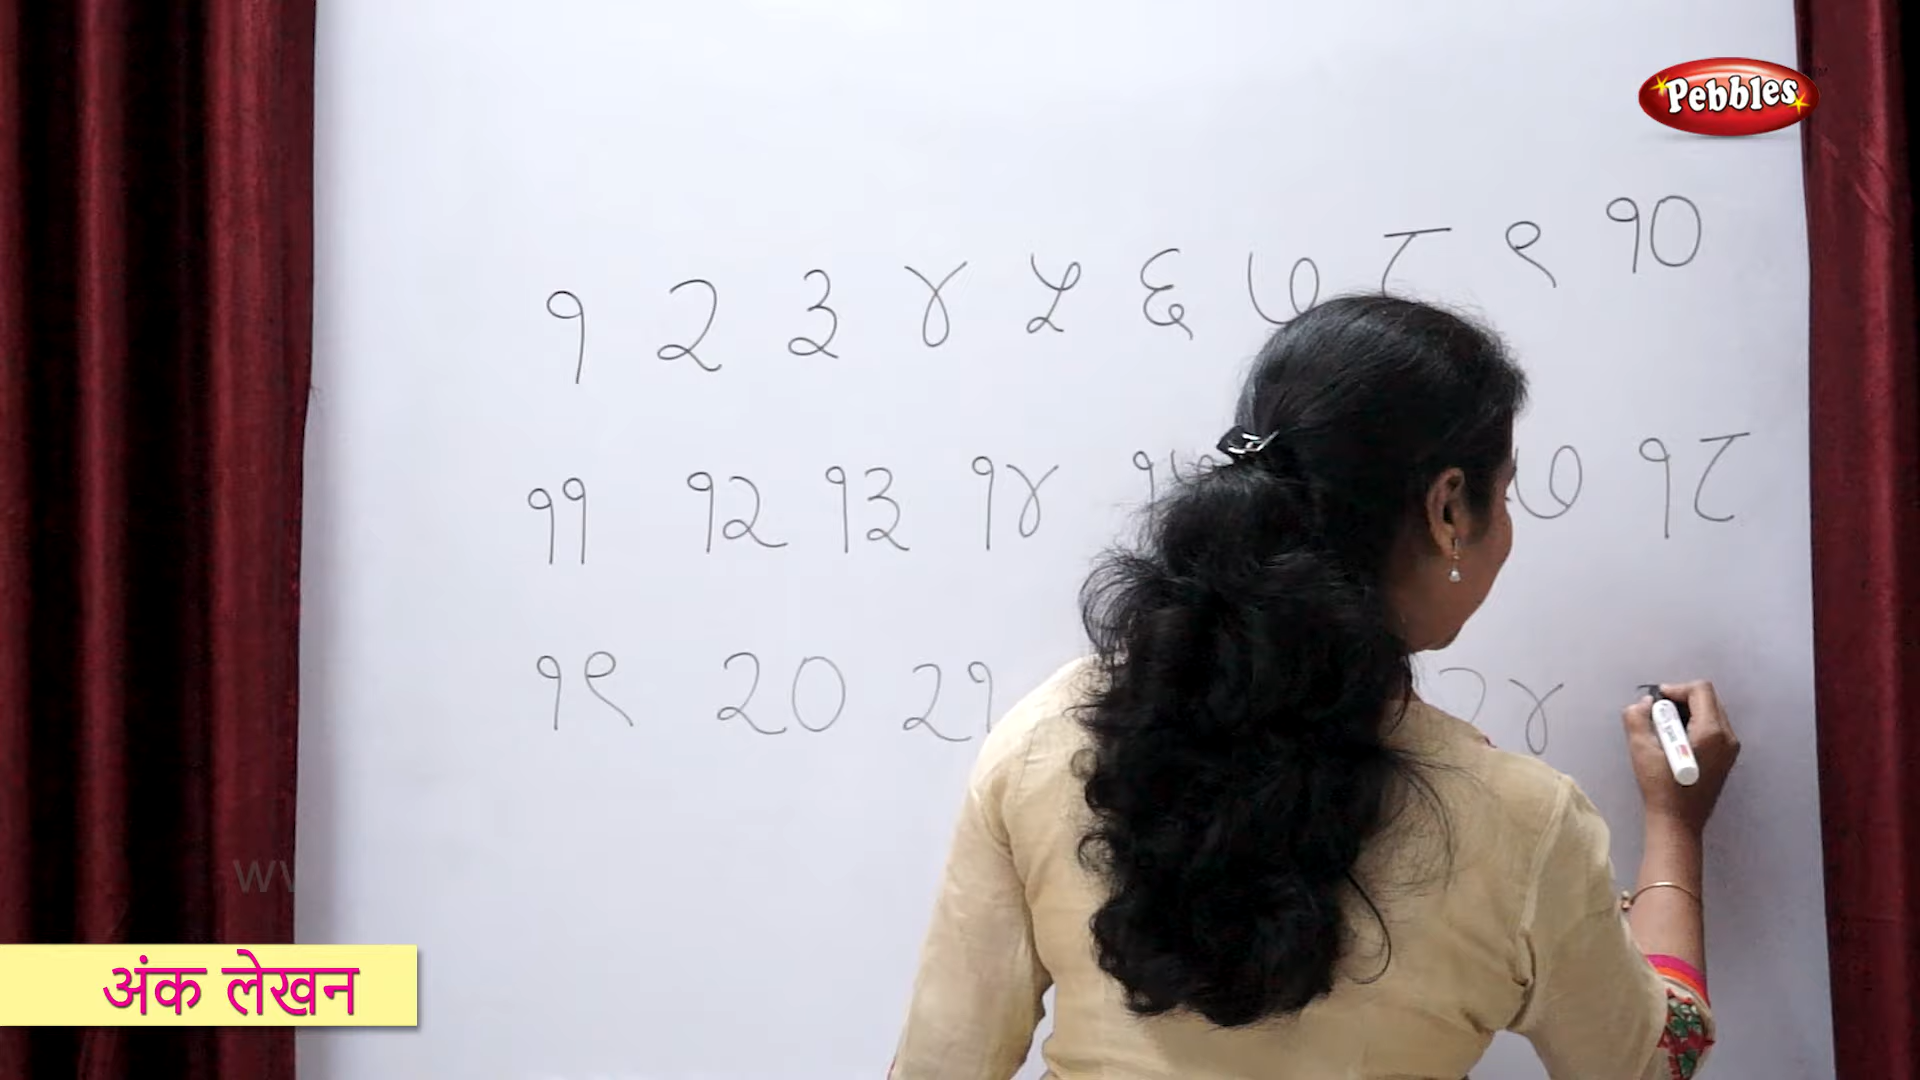 Pebbles
१ २ ३ ४ ५ ६ ७ ८ ९ १०
११ १२ १३ १४ १८
१९ २० २१
अंक लेखन